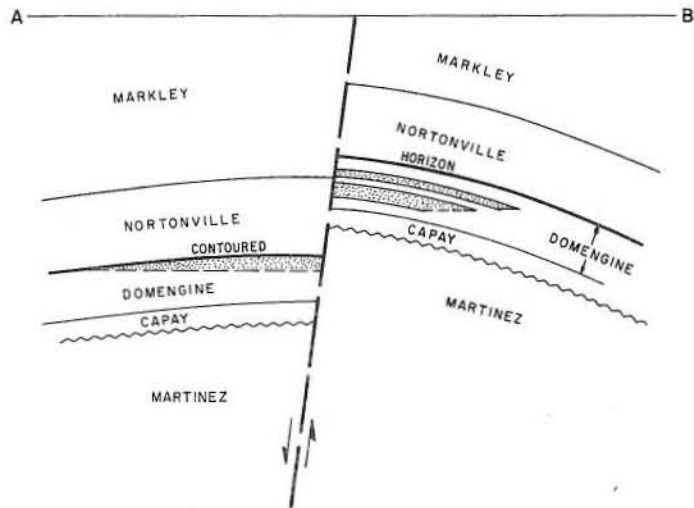 A
B
MARKLEY
MARKLEY
NORTONVILLE
HORIZON
NORTONVILLE
CONTOURED
DOMENGINE
CAPAY
DOMENGINE
CAPAY
MARTINEZ
MARTINEZ